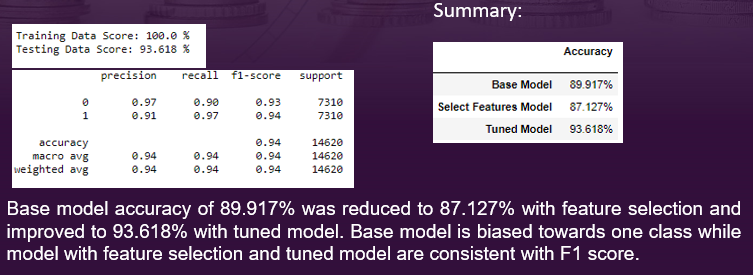 Summary:
Training Data Score: 100.0 %
Testing Data Score: 93.618 %
precision recall f1-score support
0 0.97 0.90 0.93 7310
1 0.91 0.97 0.94 7310
accuracy 0.94 14620
macro avg 0.94 0.94 0.94 14620
weighted avg 0.94 0.94 0.94 14620
Accuracy
Base Model 89.917%
Select Features Model 87.127%
Tuned Model 93.618%
Base model accuracy of 89.917% was reduced to 87.127% with feature selection and
improved to 93.618% with tuned model. Base model is biased towards one class while
model with feature selection and tuned model are consistent with F1 score.